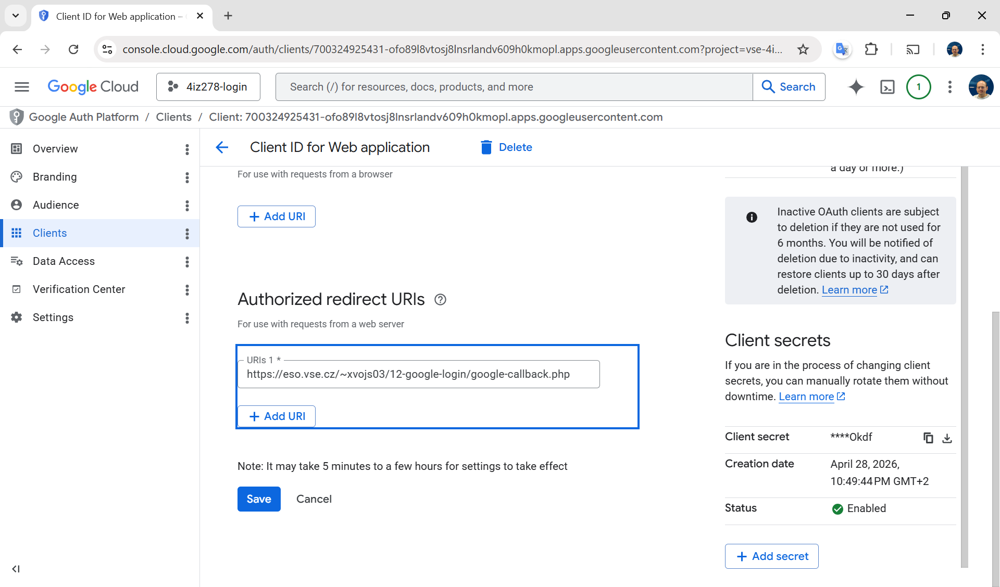 Client ID for Web application –
console.cloud.google.com/auth/clients/700324925431-ofo89l8vtosj8lnsrlandv609h0kmopl.apps.googleusercontent.com?project=vse-4i...
Google Cloud
4iz278-login
Search (/) for resources, docs, products, and more
Search
1
Google Auth Platform / Clients / Client: 700324925431-ofo89l8vtosj8lnsrlandv609h0kmopl.apps.googleusercontent.com
Overview
Branding
Audience
Clients
Data Access
Verification Center
Settings
Client ID for Web application
Delete
For use with requests from a browser
+ Add URI
Authorized redirect URIs
For use with requests from a web server
URIs 1 *
https://eso.vse.cz/~xvojs03/12-google-login/google-callback.php
+ Add URI
Note: It may take 5 minutes to a few hours for settings to take effect
Save
Cancel
a day or more.)
Inactive OAuth clients are subject
to deletion if they are not used for
6 months. You will be notified of
deletion due to inactivity, and can
restore clients up to 30 days after
deletion. Learn more
Client secrets
If you are in the process of changing client
secrets, you can manually rotate them without
downtime. Learn more
Client secret ****Okdf
Creation date April 28, 2026,
10:49:44 PM GMT+2
Status Enabled
+ Add secret